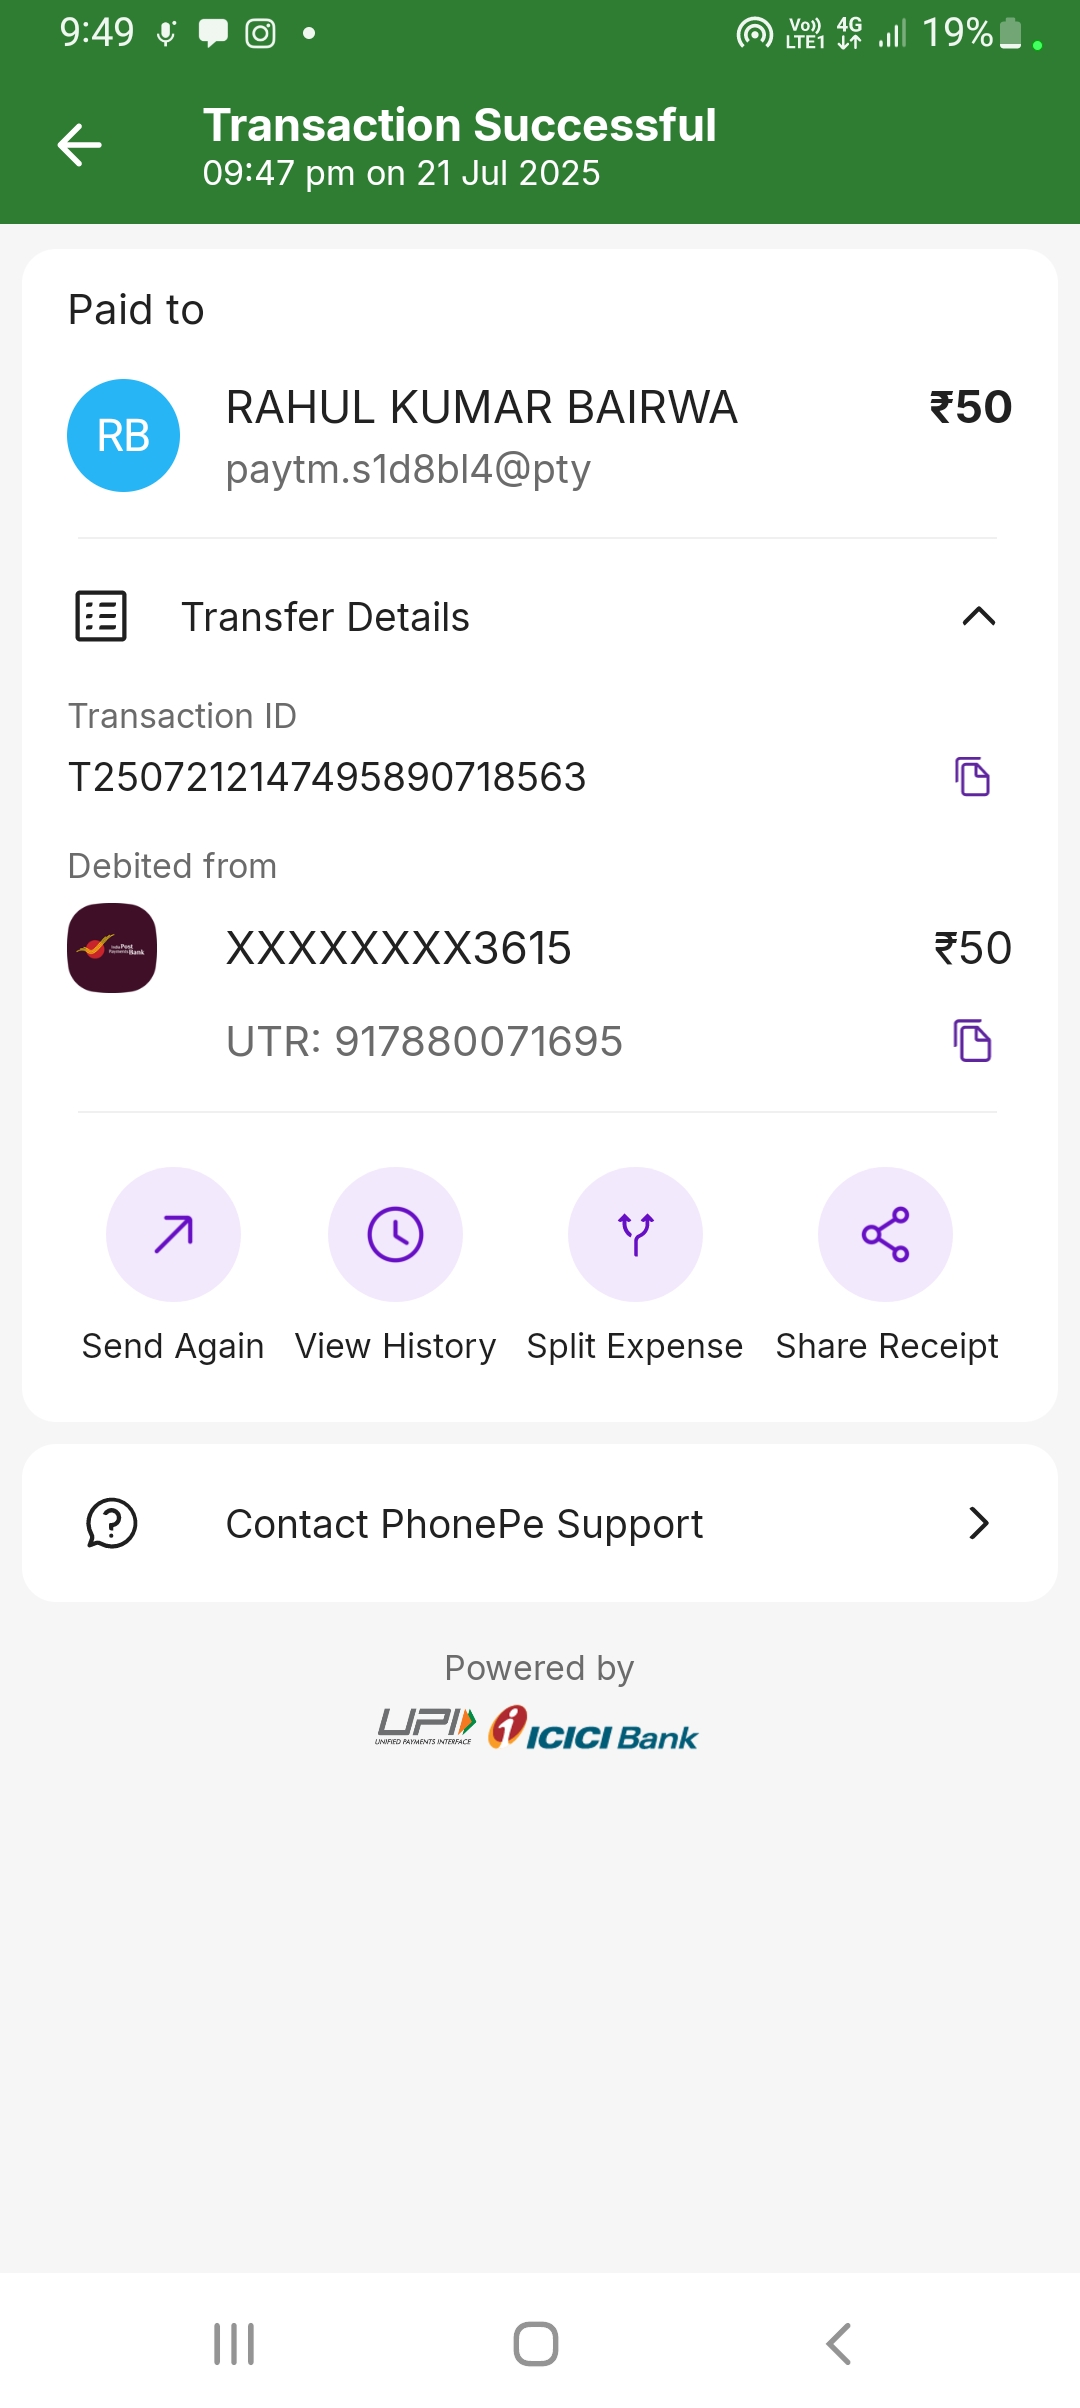 9:49
Vo)) LTE1 4G 19%
Transaction Successful
09:47 pm on 21 Jul 2025
Paid to
RB
RAHUL KUMAR BAIRWA ₹50
paytm.s1d8bl4@pty
Transfer Details
Transaction ID
T2507212147495890718563
Debited from
India Post
Payments Bank
XXXXXXXX3615 ₹50
UTR: 917880071695
Send Again View History Split Expense Share Receipt
Contact PhonePe Support
Powered by
UPI ICICI Bank
UNIFIED PAYMENTS INTERFACE